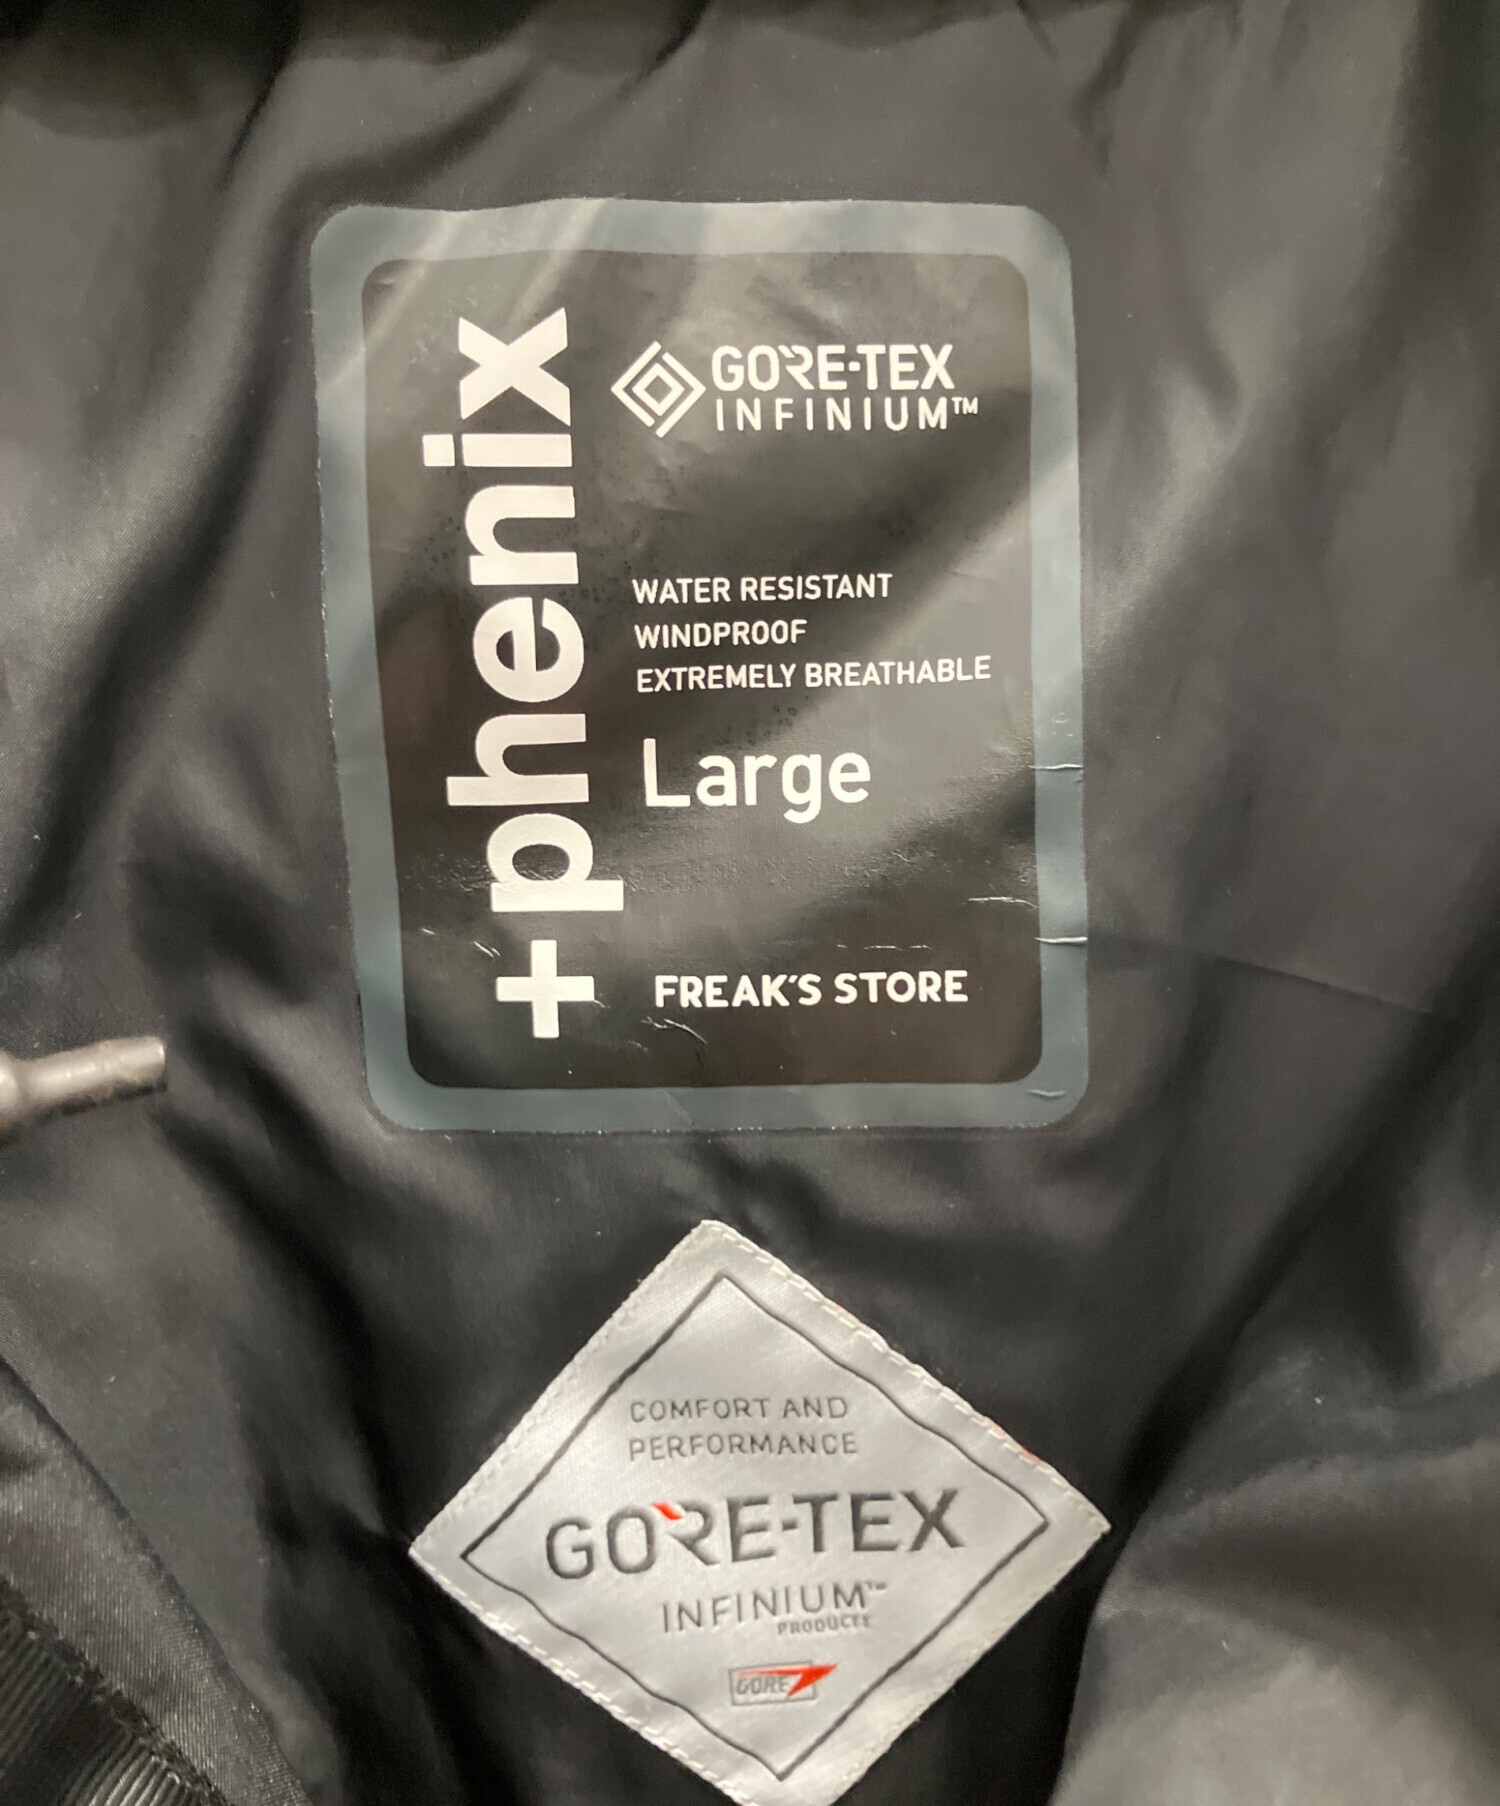 +phenix
GORE-TEX
INFINIUM™
WATER RESISTANT
WINDPROOF
EXTREMELY BREATHABLE
Large
FREAK'S STORE
COMFORT AND
PERFORMANCE
GORE-TEX
INFINIUM™
PRODUCTS
GORE